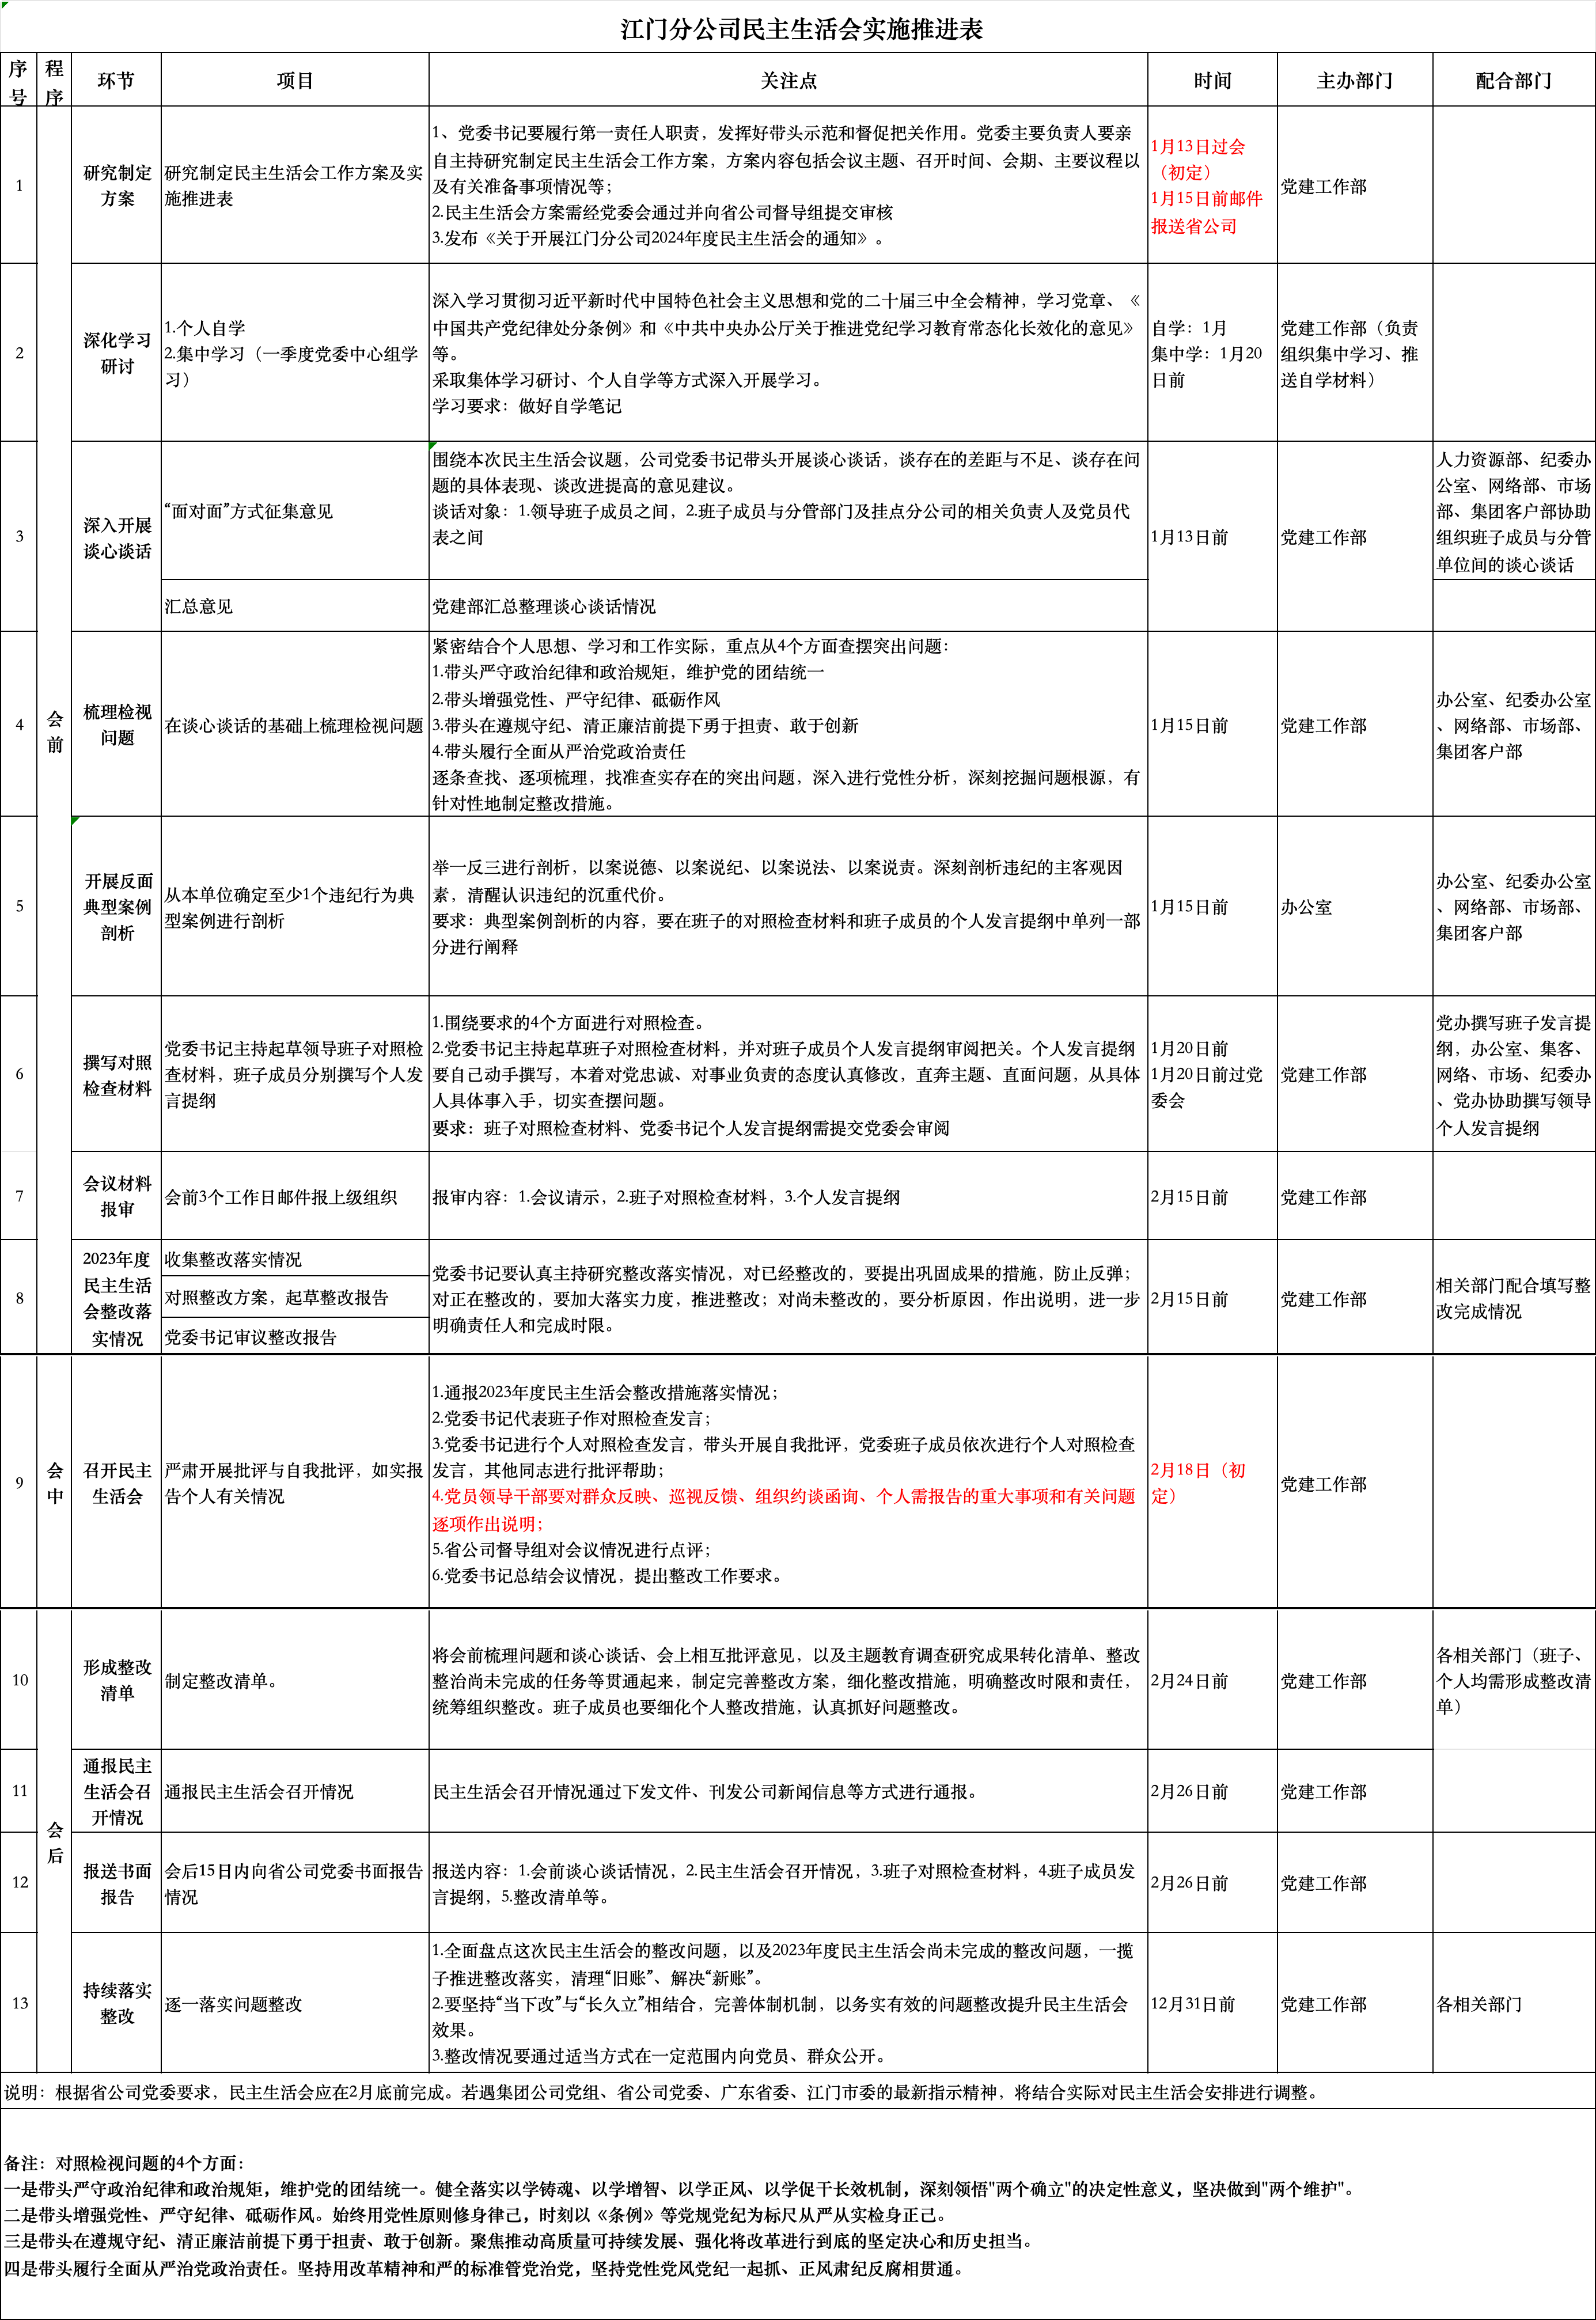 江门分公司民主生活会实施推进表
序号
程序
环节
项目
关注点
时间
主办部门
配合部门
会前
1
研究制定
方案
研究制定民主生活会工作方案及实
施推进表
1、党委书记要履行第一责任人职责，发挥好带头示范和督促把关作用。党委主要负责人要亲
自主持研究制定民主生活会工作方案，方案内容包括会议主题、召开时间、会期、主要议程以
及有关准备事项情况等；
2.民主生活会方案需经党委会通过并向省公司督导组提交审核
3.发布《关于开展江门分公司2024年度民主生活会的通知》。
1月13日过会
（初定）
1月15日前邮件
报送省公司
党建工作部
2
深化学习
研讨
1.个人自学
2.集中学习（一季度党委中心组学
习）
深入学习贯彻习近平新时代中国特色社会主义思想和党的二十届三中全会精神，学习党章、《
中国共产党纪律处分条例》和《中共中央办公厅关于推进党纪学习教育常态化长效化的意见》
等。
采取集体学习研讨、个人自学等方式深入开展学习。
学习要求：做好自学笔记
自学：1月
集中学：1月20
日前
党建工作部（负责
组织集中学习、推
送自学材料）
3
深入开展
谈心谈话
“面对面”方式征集意见
围绕本次民主生活会议题，公司党委书记带头开展谈心谈话，谈存在的差距与不足、谈存在问
题的具体表现、谈改进提高的意见建议。
谈话对象：1.领导班子成员之间，2.班子成员与分管部门及挂点分公司的相关负责人及党员代
表之间
1月13日前
党建工作部
人力资源部、纪委办
公室、网络部、市场
部、集团客户部协助
组织班子成员与分管
单位间的谈心谈话
汇总意见
党建部汇总整理谈心谈话情况
4
梳理检视
问题
在谈心谈话的基础上梳理检视问题
紧密结合个人思想、学习和工作实际，重点从4个方面查摆突出问题：
1.带头严守政治纪律和政治规矩，维护党的团结统一
2.带头增强党性、严守纪律、砥砺作风
3.带头在遵规守纪、清正廉洁前提下勇于担责、敢于创新
4.带头履行全面从严治党政治责任
逐条查找、逐项梳理，找准查实存在的突出问题，深入进行党性分析，深刻挖掘问题根源，有
针对性地制定整改措施。
1月15日前
党建工作部
办公室、纪委办公室
、网络部、市场部、
集团客户部
5
开展反面
典型案例
剖析
从本单位确定至少1个违纪行为典
型案例进行剖析
举一反三进行剖析，以案说德、以案说纪、以案说法、以案说责。深刻剖析违纪的主客观因
素，清醒认识违纪的沉重代价。
要求：典型案例剖析的内容，要在班子的对照检查材料和班子成员的个人发言提纲中单列一部
分进行阐释
1月15日前
办公室
办公室、纪委办公室
、网络部、市场部、
集团客户部
6
撰写对照
检查材料
党委书记主持起草领导班子对照检
查材料，班子成员分别撰写个人发
言提纲
1.围绕要求的4个方面进行对照检查。
2.党委书记主持起草班子对照检查材料，并对班子成员个人发言提纲审阅把关。个人发言提纲
要自己动手撰写，本着对党忠诚、对事业负责的态度认真修改，直奔主题、直面问题，从具体
人具体事入手，切实查摆问题。
要求：班子对照检查材料、党委书记个人发言提纲需提交党委会审阅
1月20日前
1月20日前过党
委会
党建工作部
党办撰写班子发言提
纲，办公室、集客、
网络、市场、纪委办
、党办协助撰写领导
个人发言提纲
7
会议材料
报审
会前3个工作日邮件报上级组织
报审内容：1.会议请示，2.班子对照检查材料，3.个人发言提纲
2月15日前
党建工作部
8
2023年度
民主生活
会整改落
实情况
收集整改落实情况
对照整改方案，起草整改报告
党委书记审议整改报告
党委书记要认真主持研究整改落实情况，对已经整改的，要提出巩固成果的措施，防止反弹；
对正在整改的，要加大落实力度，推进整改；对尚未整改的，要分析原因，作出说明，进一步
明确责任人和完成时限。
2月15日前
党建工作部
相关部门配合填写整
改完成情况
会中
9
召开民主
生活会
严肃开展批评与自我批评，如实报
告个人有关情况
1.通报2023年度民主生活会整改措施落实情况；
2.党委书记代表班子作对照检查发言；
3.党委书记进行个人对照检查发言，带头开展自我批评，党委班子成员依次进行个人对照检查
发言，其他同志进行批评帮助；
4.党员领导干部要对群众反映、巡视反馈、组织约谈函询、个人需报告的重大事项和有关问题
逐项作出说明；
5.省公司督导组对会议情况进行点评；
6.党委书记总结会议情况，提出整改工作要求。
2月18日（初
定）
党建工作部
会后
10
形成整改
清单
制定整改清单。
将会前梳理问题和谈心谈话、会上相互批评意见，以及主题教育调查研究成果转化清单、整改
整治尚未完成的任务等贯通起来，制定完善整改方案，细化整改措施，明确整改时限和责任，
统筹组织整改。班子成员也要细化个人整改措施，认真抓好问题整改。
2月24日前
党建工作部
各相关部门（班子、
个人均需形成整改清
单）
11
通报民主
生活会召
开情况
通报民主生活会召开情况
民主生活会召开情况通过下发文件、刊发公司新闻信息等方式进行通报。
2月26日前
党建工作部
12
报送书面
报告
会后15日内向省公司党委书面报告
情况
报送内容：1.会前谈心谈话情况，2.民主生活会召开情况，3.班子对照检查材料，4.班子成员发
言提纲，5.整改清单等。
2月26日前
党建工作部
13
持续落实
整改
逐一落实问题整改
1.全面盘点这次民主生活会的整改问题，以及2023年度民主生活会尚未完成的整改问题，一揽
子推进整改落实，清理“旧账”、解决“新账”。
2.要坚持“当下改”与“长久立”相结合，完善体制机制，以务实有效的问题整改提升民主生活会
效果。
3.整改情况要通过适当方式在一定范围内向党员、群众公开。
12月31日前
党建工作部
各相关部门
说明：根据省公司党委要求，民主生活会应在2月底前完成。若遇集团公司党组、省公司党委、广东省委、江门市委的最新指示精神，将结合实际对民主生活会安排进行调整。
备注：对照检视问题的4个方面：
一是带头严守政治纪律和政治规矩，维护党的团结统一。健全落实以学铸魂、以学增智、以学正风、以学促干长效机制，深刻领悟"两个确立"的决定性意义，坚决做到"两个维护"。
二是带头增强党性、严守纪律、砥砺作风。始终用党性原则修身律己，时刻以《条例》等党规党纪为标尺从严从实检身正己。
三是带头在遵规守纪、清正廉洁前提下勇于担责、敢于创新。聚焦推动高质量可持续发展、强化将改革进行到底的坚定决心和历史担当。
四是带头履行全面从严治党政治责任。坚持用改革精神和严的标准管党治党，坚持党性党风党纪一起抓、正风肃纪反腐相贯通。